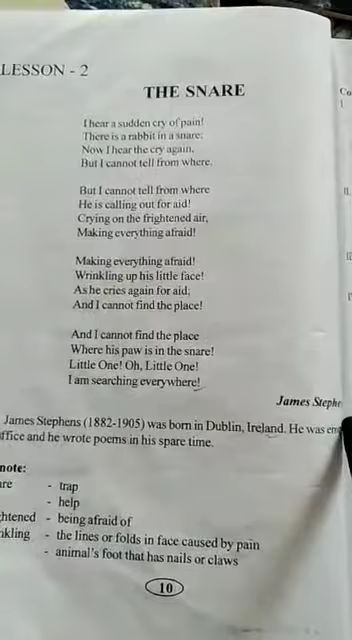 LESSON - 2
THE SNARE
I hear a sudden cry of pain!
There is a rabbit in a snare:
Now I hear the cry again,
But I cannot tell from where.
But I cannot tell from where
He is calling out for aid!
Crying on the frightened air,
Making everything afraid!
Making everything afraid!
Wrinkling up his little face!
As he cries again for aid;
And I cannot find the place!
And I cannot find the place
Where his paw is in the snare!
Little One! Oh, Little One!
I am searching everywhere!
James Stephe
James Stephens (1882-1905) was born in Dublin, Ireland. He was em
ffice and he wrote poems in his spare time.
note:
are - trap
- help
htened - being afraid of
nkling - the lines or folds in face caused by pain
- animal's foot that has nails or claws
10
Co
I
II.